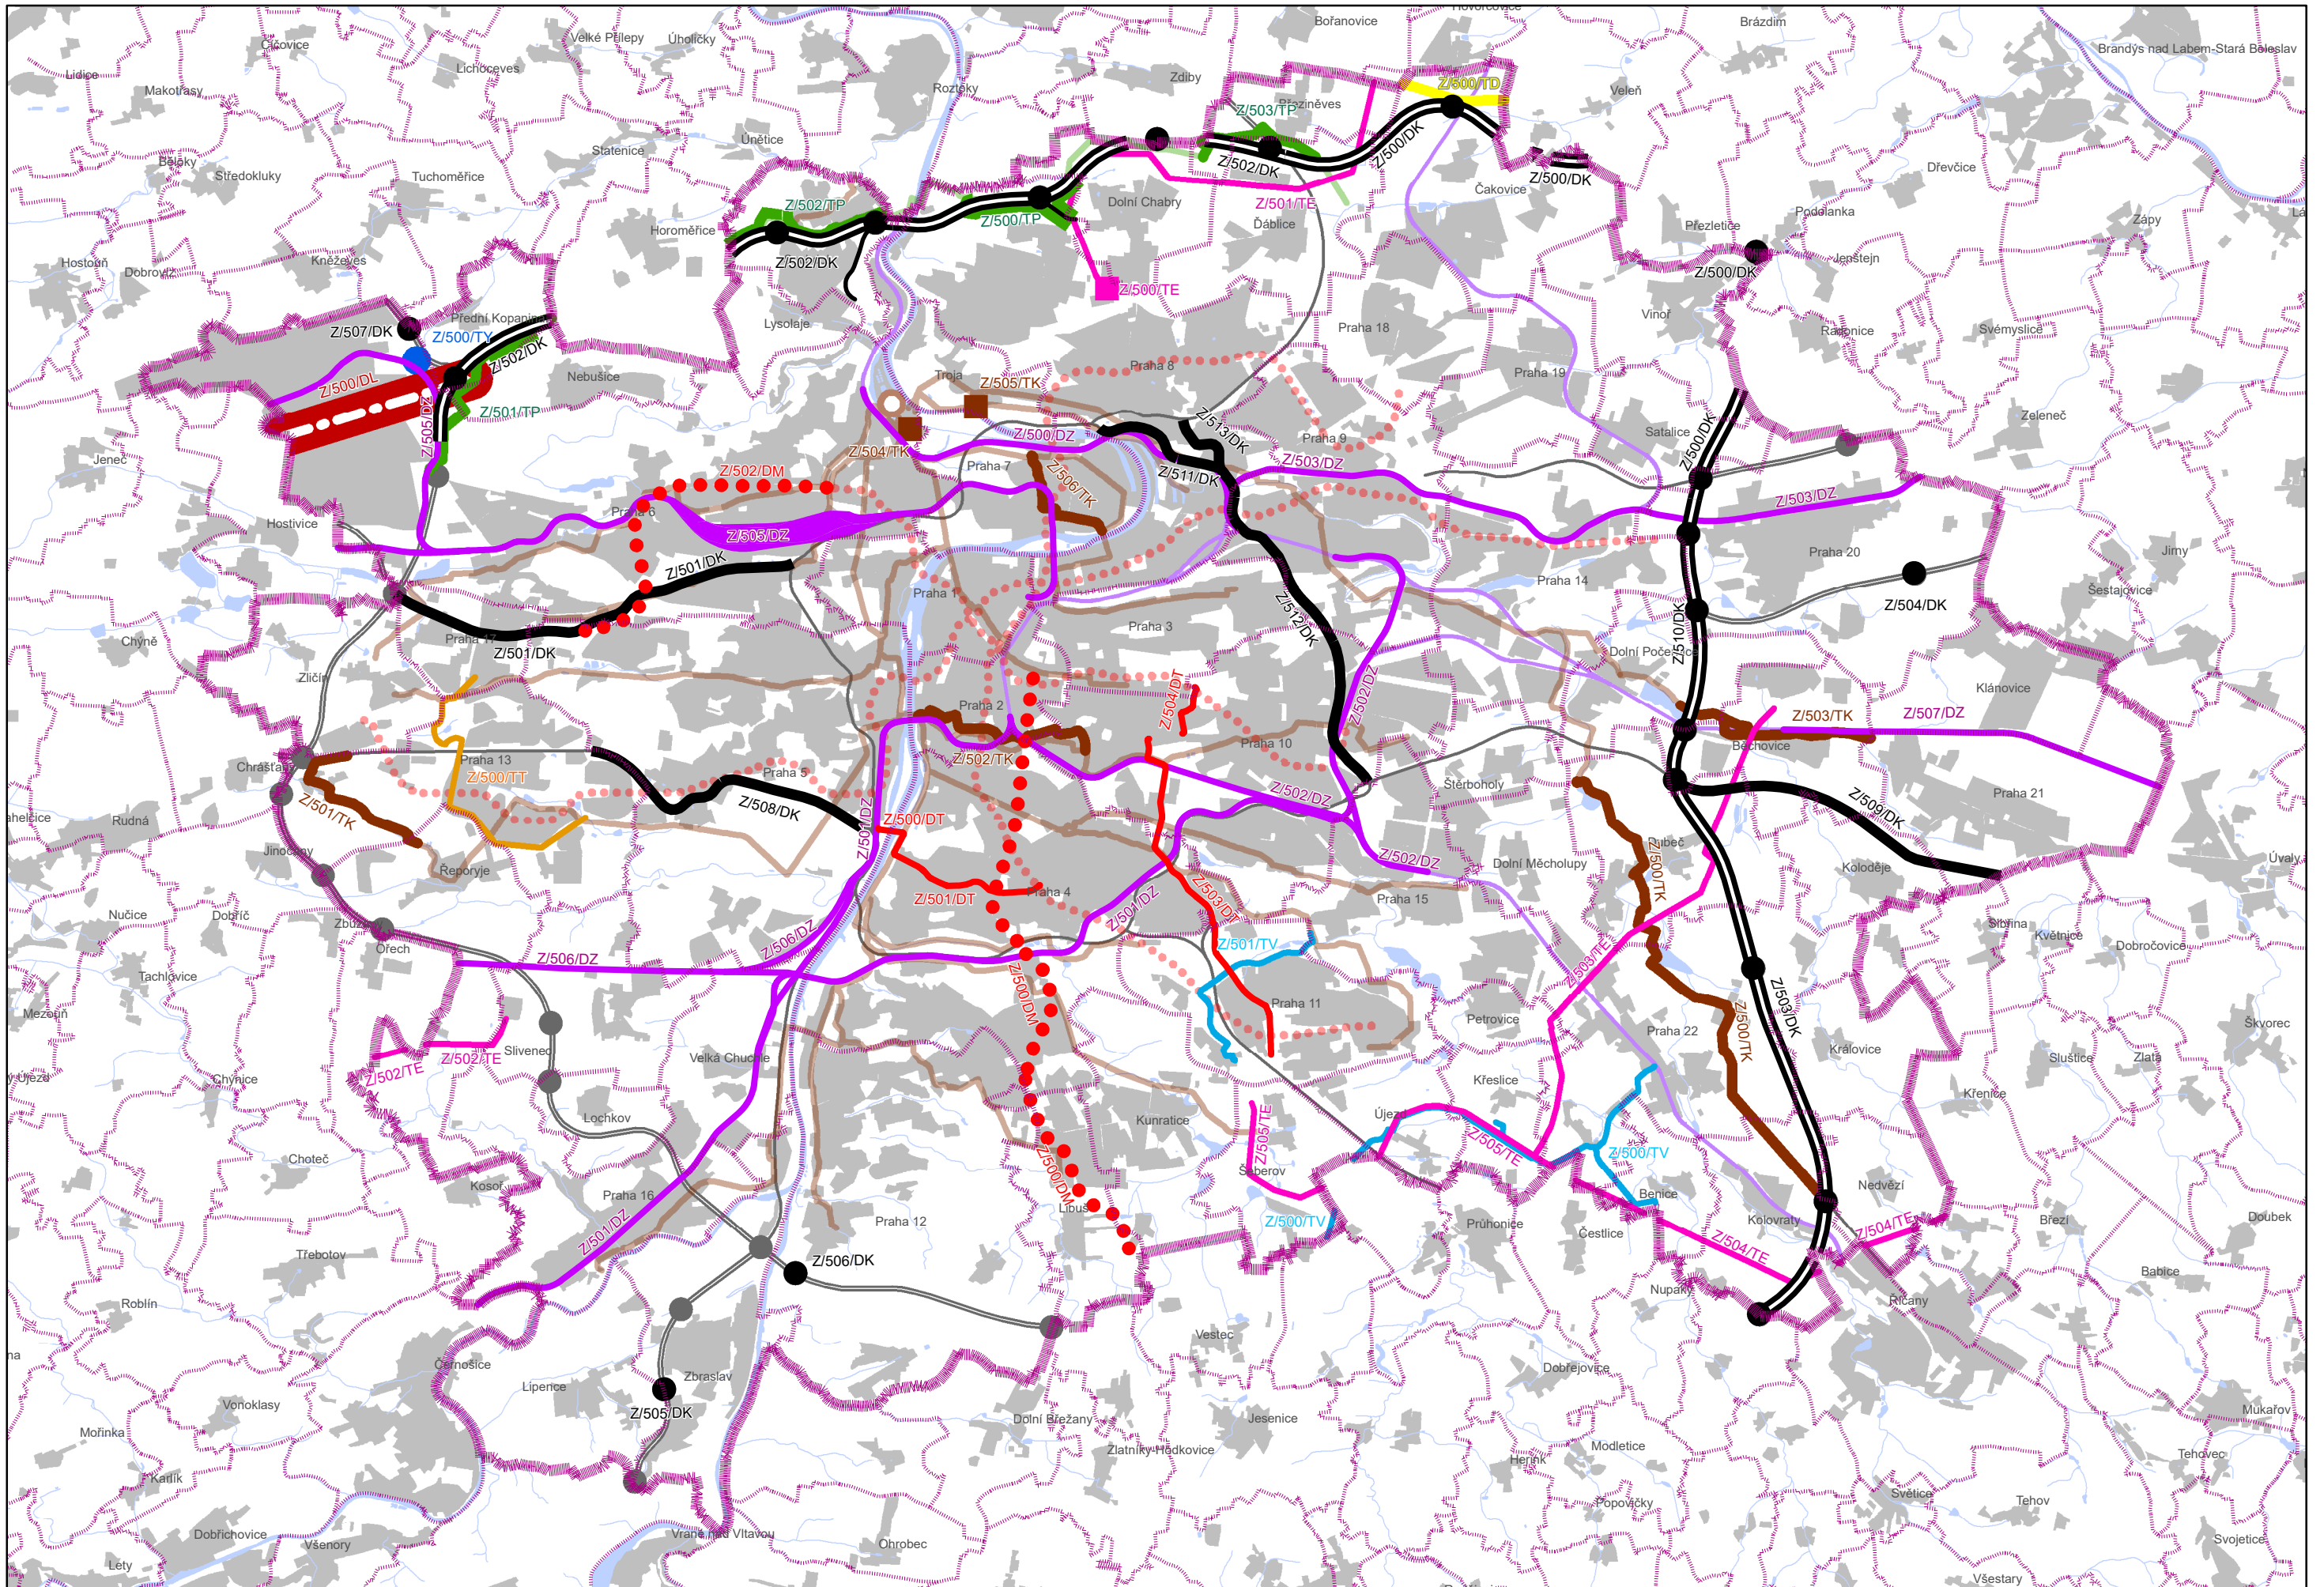 Bořanovice
Brázdim
Číčovice
Velké Přílepy
Úholičky
Brandýs nad Labem-Stará Boleslav
Lidice
Lichoceves
Zdiby
Z/500/TD
Makotřasy
Roztoky
Březiněves
Veleň
Z/503/TP
Únětice
Statenice
Z/500/DK
Běloky
Středokluky
Tuchoměřice
Z/502/DK
Z/500/DK
Dřevčice
Čakovice
Z/502/TP
Dolní Chabry
Z/501/TE
Podolanka
Zápy
Horoměřice
Z/500/TP
Ďáblice
Přezletice
Hostouň
Dobrovíz
Kněževes
Z/502/DK
Jenštejn
Z/500/DK
Z/500/TE
Přední Kopanina
Lysolaje
Praha 18
Vinoř
Radonice
Svémyslice
Z/507/DK
Z/500/TY
Z/502/DK
Praha 8
Praha 19
Nebušice
Troja
Z/505/TK
Z/500/DL
Z/501/TP
Z/505/DZ
Z/513/DK
Z/500/DK
Satalice
Zeleneč
Z/500/DZ
Praha 9
Jeneč
Z/504/TK
Praha 7
Z/506/TK
Z/503/DZ
Z/502/DM
Z/511/DK
Z/503/DZ
Hostivice
Praha 6
Z/505/DZ
Praha 20
Jirny
Z/501/DK
Praha 14
Praha 1
Z/504/DK
Šestajovice
Z/512/DK
Praha 3
Z/510/DK
Chýně
Praha 17
Z/501/DK
Dolní Počernice
Zličín
Z/504/DT
Z/502/DZ
Klánovice
Praha 2
Z/503/TK
Z/507/DZ
Praha 10
Běchovice
Chrášťany
Praha 13
Z/502/TK
Z/500/TT
Praha 5
Štěrboholy
Z/502/DZ
Praha 21
Z/501/TK
Z/508/DK
Z/509/DK
Rudná
Z/501/DZ
Z/500/DT
Jinočany
Z/502/DZ
Dolní Měcholupy
Dubeč
Úvaly
Řeporyje
Koloděje
Z/500/TK
Praha 4
Z/501/DT
Z/503/DT
Praha 15
Nučice
Dobříč
Z/501/DZ
Sibřina
Ořech
Květnice
Z/506/DZ
Z/501/TV
Dobročovice
Z/506/DZ
Z/503/TE
Tachlovice
Z/500/DM
Z/503/DK
Praha 11
Mezouň
Petrovice
Z/500/TK
Praha 22
Škvorec
Slivenec
Z/502/TE
Velká Chuchle
Královice
Sluštice
Zlatá
Z/502/TE
Chýnice
Křeslice
Křenice
Lochkov
Kunratice
Z/505/TE
Újezd
Choteč
Z/505/TE
Z/500/TV
Šeberov
Kosoř
Z/500/DM
Praha 16
Benice
Nedvězí
Libuš
Z/500/TV
Z/501/DZ
Praha 12
Průhonice
Kolovraty
Březí
Doubek
Z/504/TE
Čestlice
Třebotov
Z/506/DK
Z/504/TE
Babice
Nupaky
Roblín
Říčany
Vestec
Černošice
Zbraslav
Dobřejovice
Lipence
Vonoklasy
Z/505/DK
Mukařov
Dolní Břežany
Jesenice
Mořinka
Zlatníky-Hodkovice
Modletice
Tehovec
Herink
Karlík
Světice
Tehov
Popovičky
Dobřichovice
Vrané nad Vltavou
Všenory
Ohrobec
Svojetice
Lety
Všestary